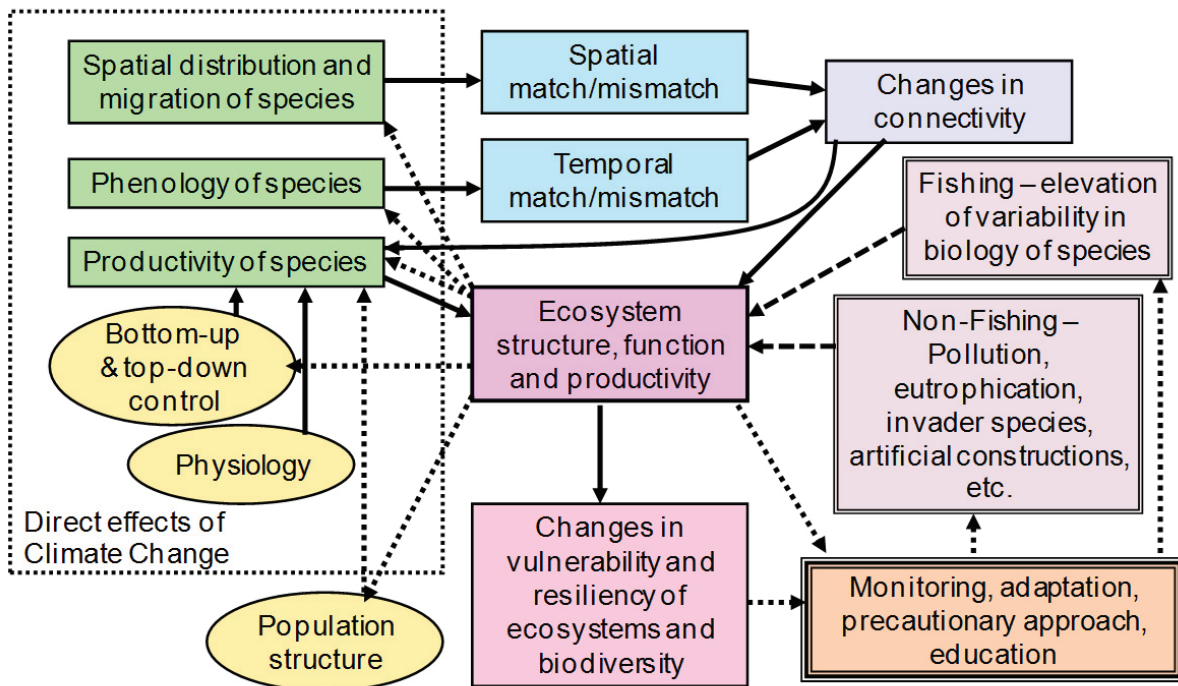 Spatial distribution and
migration of species
Spatial
match/mismatch
Changes in
connectivity
Phenology of species
Temporal
match/mismatch
Fishing – elevation
of variability in
biology of species
Productivity of species
Bottom-up
& top-down
control
Ecosystem
structure, function
and productivity
Non-Fishing –
Pollution,
eutrophication,
invader species,
artificial constructions,
etc.
Physiology
Direct effects of
Climate Change
Changes in
vulnerability and
resiliency of
ecosystems and
biodiversity
Population
structure
Monitoring, adaptation,
precautionary approach,
education